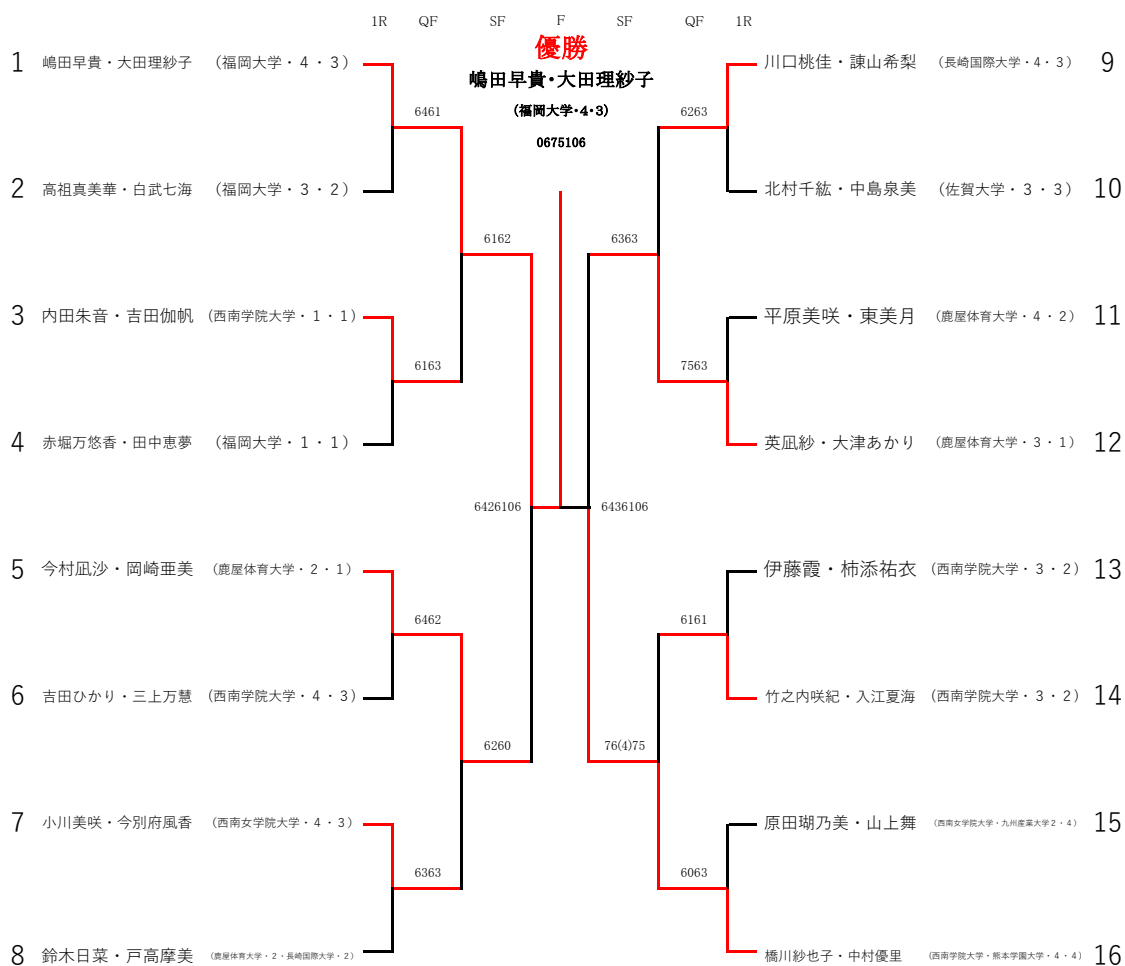 1R QF SF F SF QF 1R
優勝
嶋田早貴・大田理紗子
(福岡大学・4・3)
0675106
1 嶋田早貴・大田理紗子 (福岡大学・4・3)
川口桃佳・諌山希梨 (長崎国際大学・4・3) 9
6461
6263
2 高祖真美華・白武七海 (福岡大学・3・2)
北村千紘・中島泉美 (佐賀大学・3・3) 10
6162
6363
3 内田朱音・吉田伽帆 (西南学院大学・1・1)
平原美咲・東美月 (鹿屋体育大学・4・2) 11
6163
7563
4 赤堀万悠香・田中恵夢 (福岡大学・1・1)
英凪紗・大津あかり (鹿屋体育大学・3・1) 12
6426106
6436106
5 今村凪沙・岡崎亜美 (鹿屋体育大学・2・1)
伊藤霞・柿添祐衣 (西南学院大学・3・2) 13
6462
6161
6 吉田ひかり・三上万慧 (西南学院大学・4・3)
竹之内咲紀・入江夏海 (西南学院大学・3・2) 14
6260
76(4)75
7 小川美咲・今別府風香 (西南女学院大学・4・3)
原田瑚乃美・山上舞 (西南女学院大学・九州産業大学2・4) 15
6363
6063
8 鈴木日菜・戸高摩美 (鹿屋体育大学・2・長崎国際大学・2)
橋川紗也子・中村優里 (西南学院大学・熊本学園大学・4・4) 16